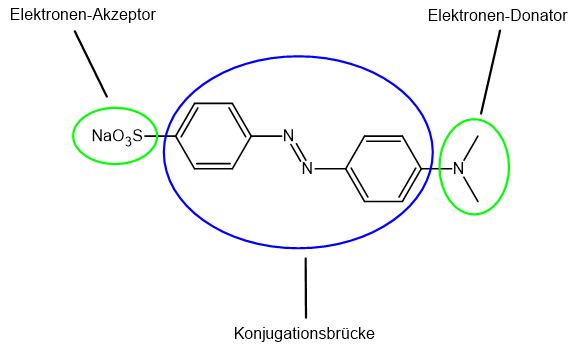 Elektronen-Akzeptor
Elektronen-Donator
NaO₃S
N
N
N
Konjugationsbrücke